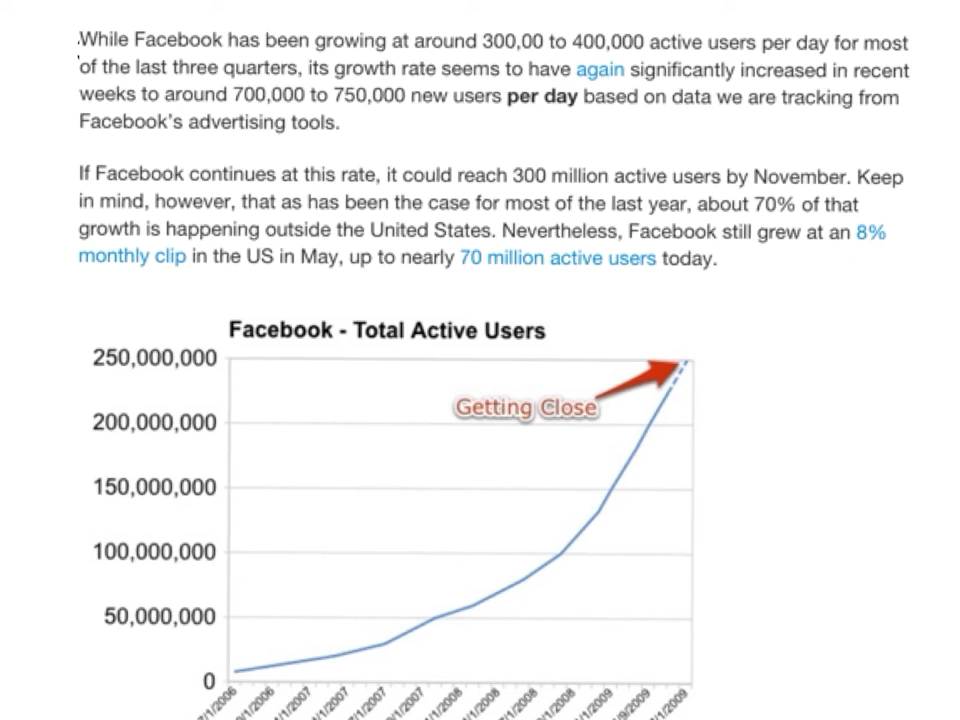 While Facebook has been growing at around 300,00 to 400,000 active users per day for most
of the last three quarters, its growth rate seems to have again significantly increased in recent
weeks to around 700,000 to 750,000 new users per day based on data we are tracking from
Facebook's advertising tools.
If Facebook continues at this rate, it could reach 300 million active users by November. Keep
in mind, however, that as has been the case for most of the last year, about 70% of that
growth is happening outside the United States. Nevertheless, Facebook still grew at an 8%
monthly clip in the US in May, up to nearly 70 million active users today.
Facebook - Total Active Users
250,000,000
Getting Close
200,000,000
150,000,000
100,000,000
50,000,000
0